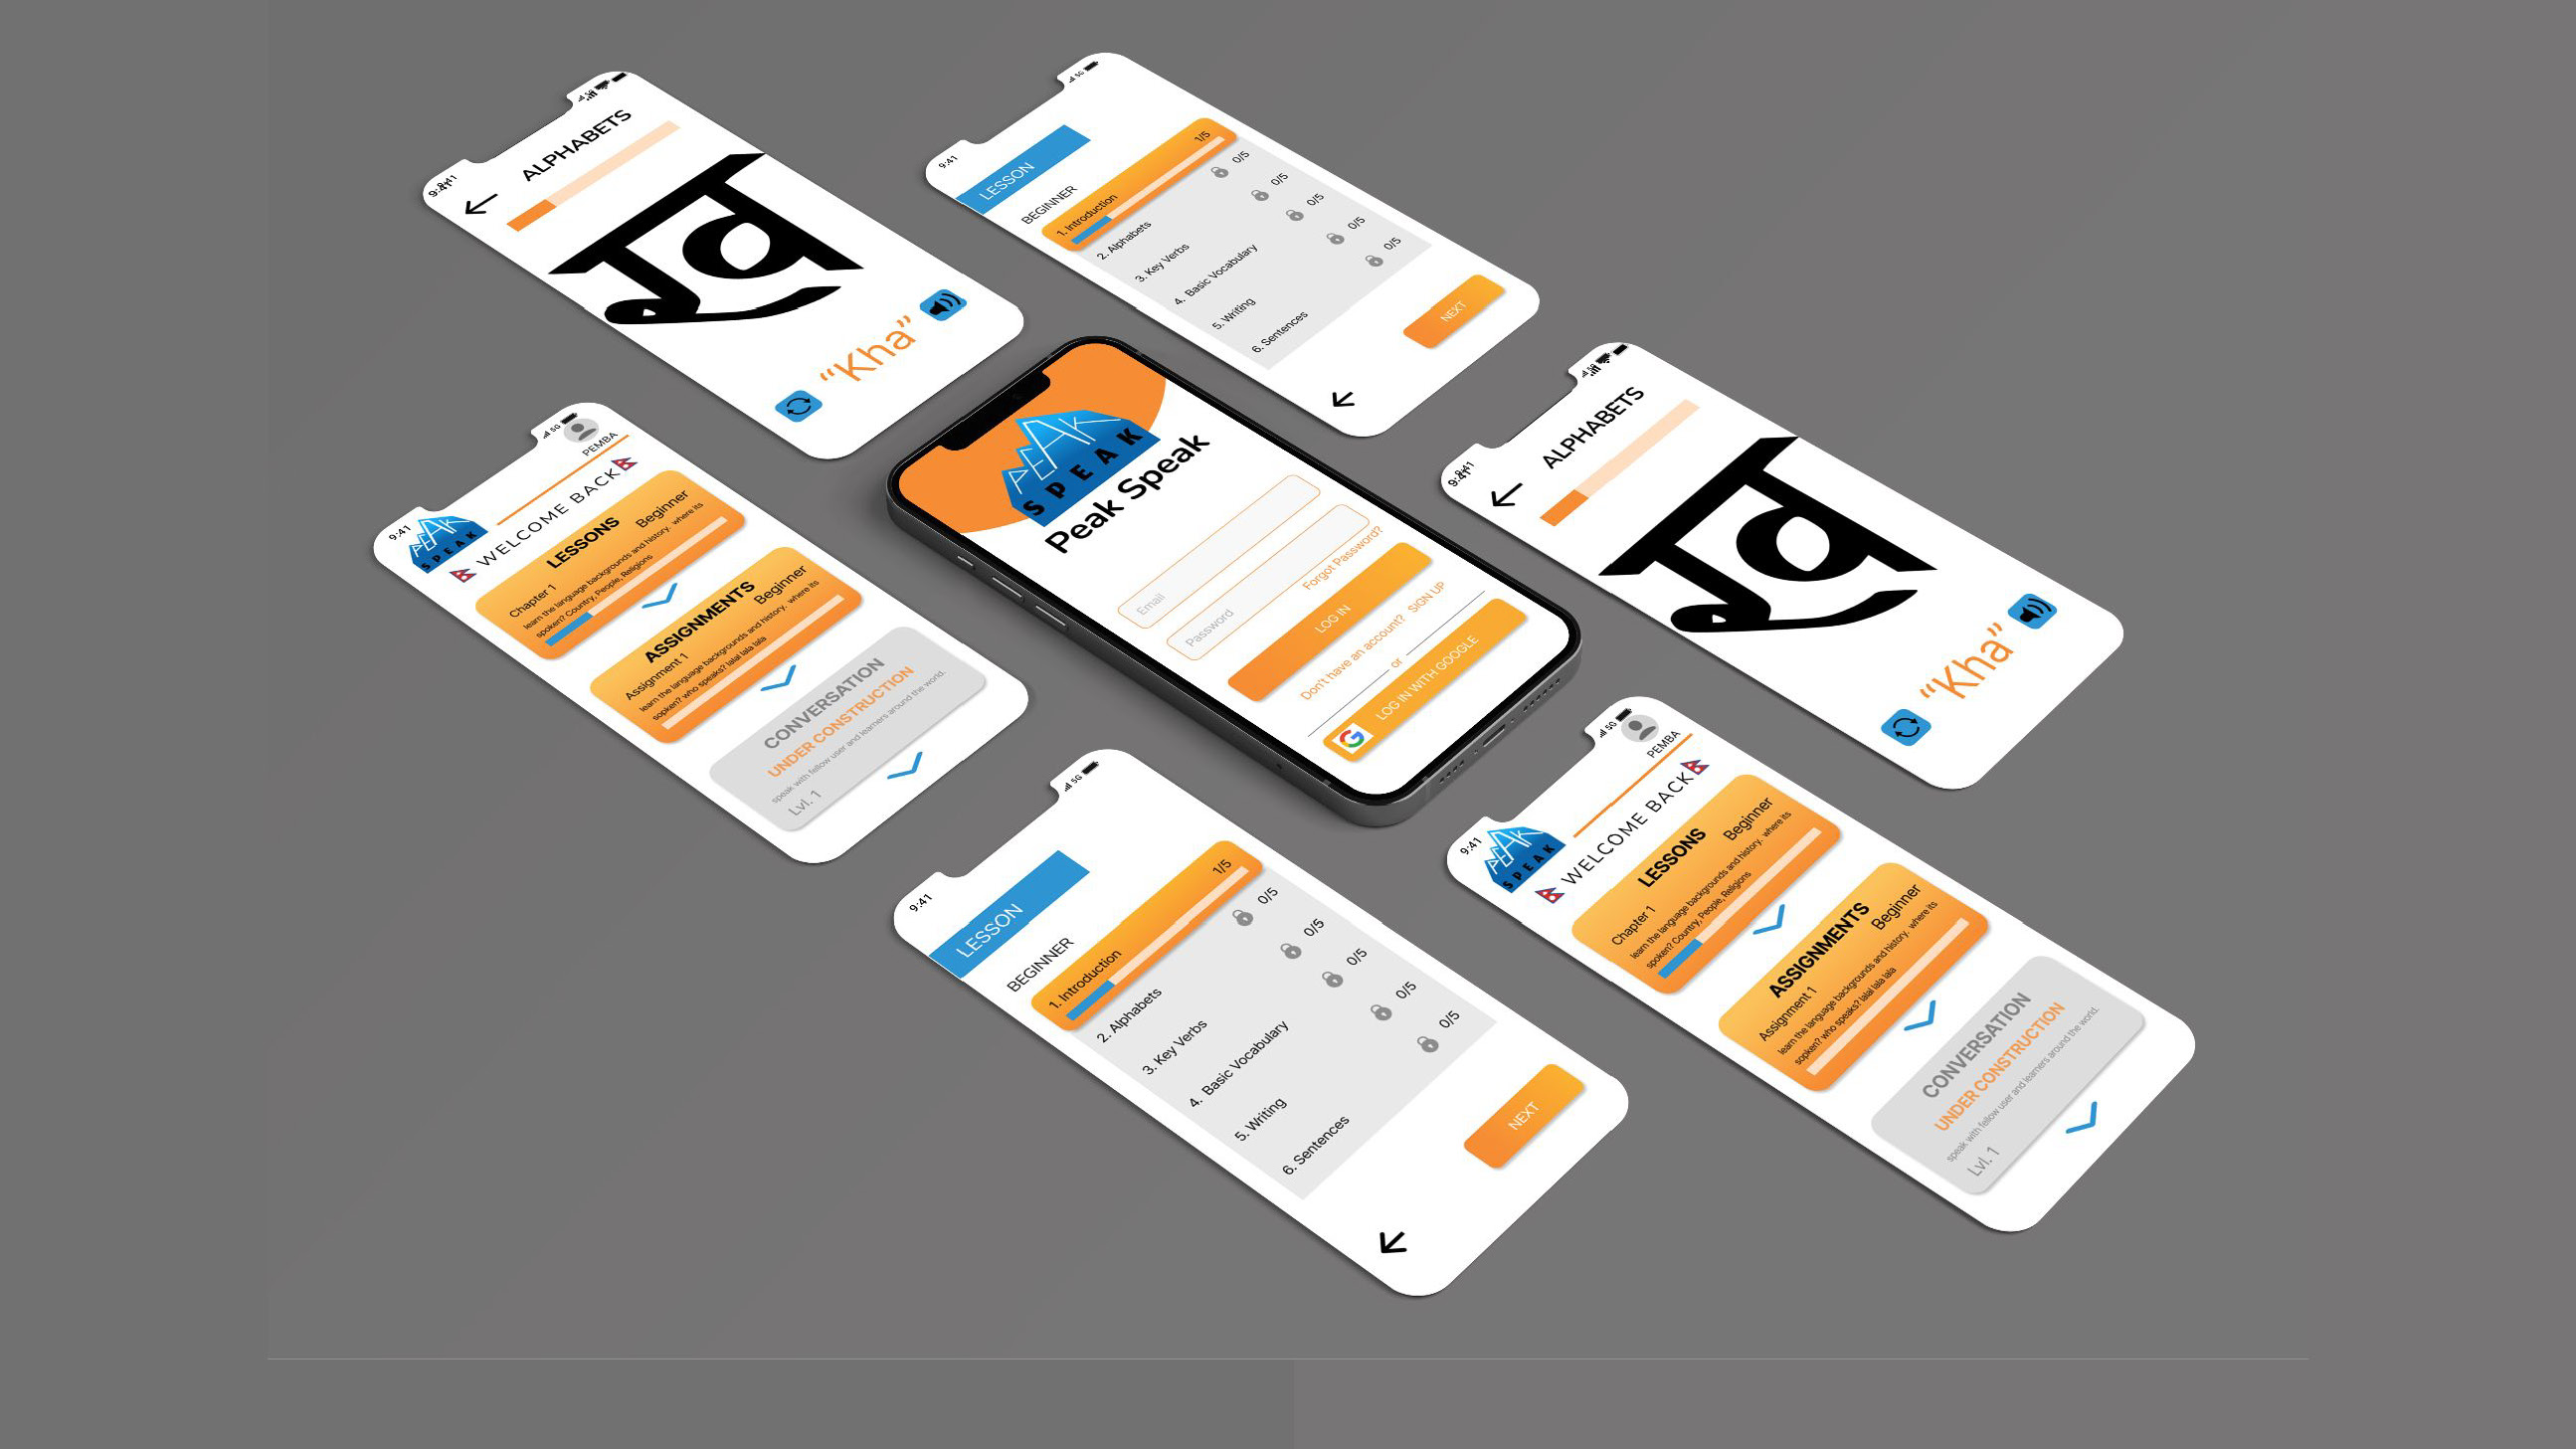 9:41
ALPHABETS
ख
“Kha”
9:41
5G
LESSON
BEGINNER
1. Introduction 1/5
2. Alphabets 0/5
3. Key Verbs 0/5
4. Basic Vocabulary 0/5
5. Writing 0/5
6. Sentences 0/5
NEXT
9:41
5G
PEMBA
PEAK
SPEAK
WELCOME BACK
LESSONS
Chapter 1 Beginner
learn the language backgrounds and history. where its
spoken? Country, People, Religions
ASSIGNMENTS
Assignment 1 Beginner
learn the language backgrounds and history. where its
sopken? who speaks? lalal lala lala
CONVERSATION
UNDER CONSTRUCTION
speak with fellow user and learners around the world.
Lvl. 1
PEAK
SPEAK
Peak Speak
Email
Password
Forgot Password?
LOG IN
Don't have an account? SIGN UP
or
G LOG IN WITH GOOGLE
9:41
ALPHABETS
ख
“Kha”
9:41
5G
LESSON
BEGINNER
1. Introduction 1/5
2. Alphabets 0/5
3. Key Verbs 0/5
4. Basic Vocabulary 0/5
5. Writing 0/5
6. Sentences 0/5
NEXT
9:41
5G
PEMBA
PEAK
SPEAK
WELCOME BACK
LESSONS
Chapter 1 Beginner
learn the language backgrounds and history. where its
spoken? Country, People, Religions
ASSIGNMENTS
Assignment 1 Beginner
learn the language backgrounds and history. where its
sopken? who speaks? lalal lala lala
CONVERSATION
UNDER CONSTRUCTION
speak with fellow user and learners around the world.
Lvl. 1